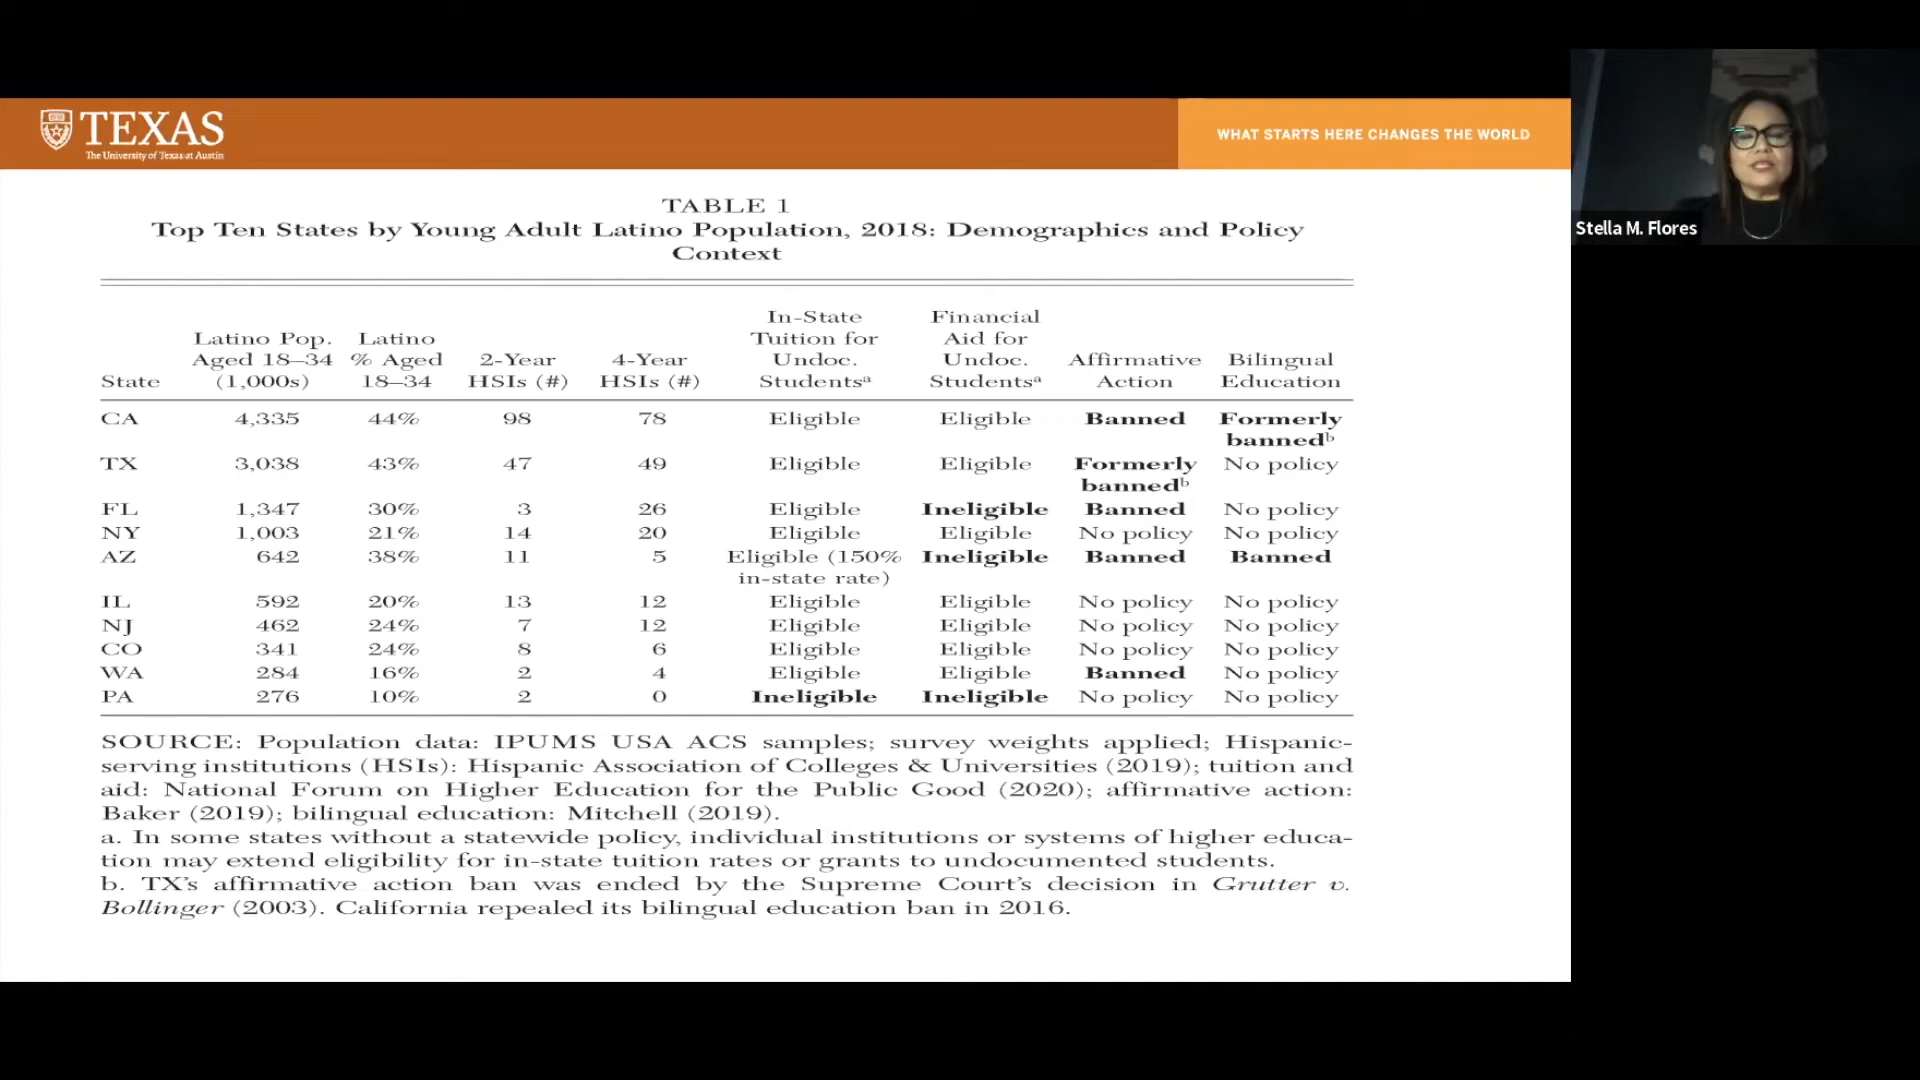 TEXAS
The University of Texas at Austin
WHAT STARTS HERE CHANGES THE WORLD
Stella M. Flores
TABLE 1
Top Ten States by Young Adult Latino Population, 2018: Demographics and Policy
Context
State Latino Pop. Aged 18–34 (1,000s) Latino % Aged 18–34 2-Year HSIs (#) 4-Year HSIs (#) In-State Tuition for Undoc. Studentsᵃ Financial Aid for Undoc. Studentsᵃ Affirmative Action Bilingual Education
CA 4,335 44% 98 78 Eligible Eligible Banned Formerly bannedᵇ
TX 3,038 43% 47 49 Eligible Eligible Formerly bannedᵇ No policy
FL 1,347 30% 3 26 Eligible Ineligible Banned No policy
NY 1,003 21% 14 20 Eligible Eligible No policy No policy
AZ 642 38% 11 5 Eligible (150% in-state rate) Ineligible Banned Banned
IL 592 20% 13 12 Eligible Eligible No policy No policy
NJ 462 24% 7 12 Eligible Eligible No policy No policy
CO 341 24% 8 6 Eligible Eligible No policy No policy
WA 284 16% 2 4 Eligible Eligible Banned No policy
PA 276 10% 2 0 Ineligible Ineligible No policy No policy
SOURCE: Population data: IPUMS USA ACS samples; survey weights applied; Hispanic-
serving institutions (HSIs): Hispanic Association of Colleges & Universities (2019); tuition and
aid: National Forum on Higher Education for the Public Good (2020); affirmative action:
Baker (2019); bilingual education: Mitchell (2019).
a. In some states without a statewide policy, individual institutions or systems of higher educa-
tion may extend eligibility for in-state tuition rates or grants to undocumented students.
b. TX's affirmative action ban was ended by the Supreme Court's decision in Grutter v.
Bollinger (2003). California repealed its bilingual education ban in 2016.